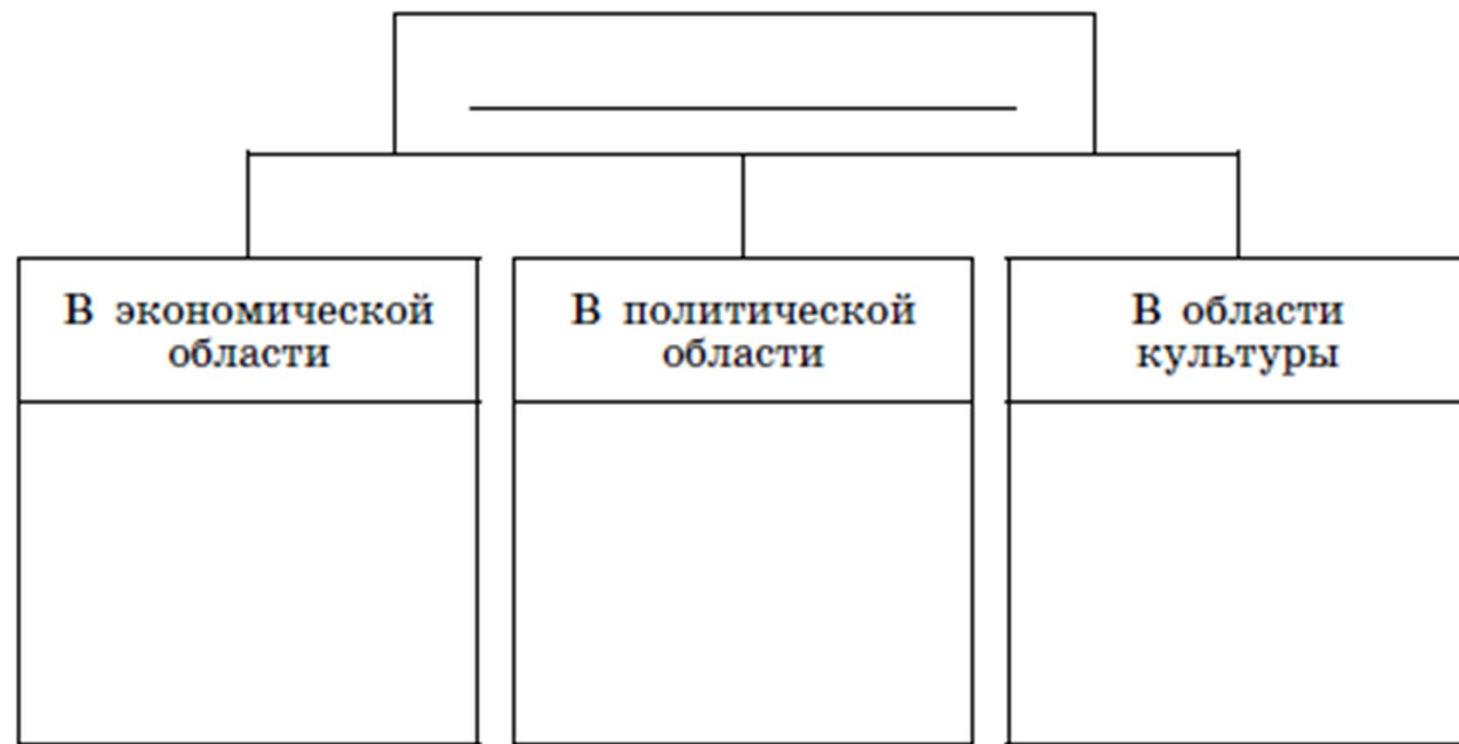 В экономической
области
В политической
области
В области
культуры